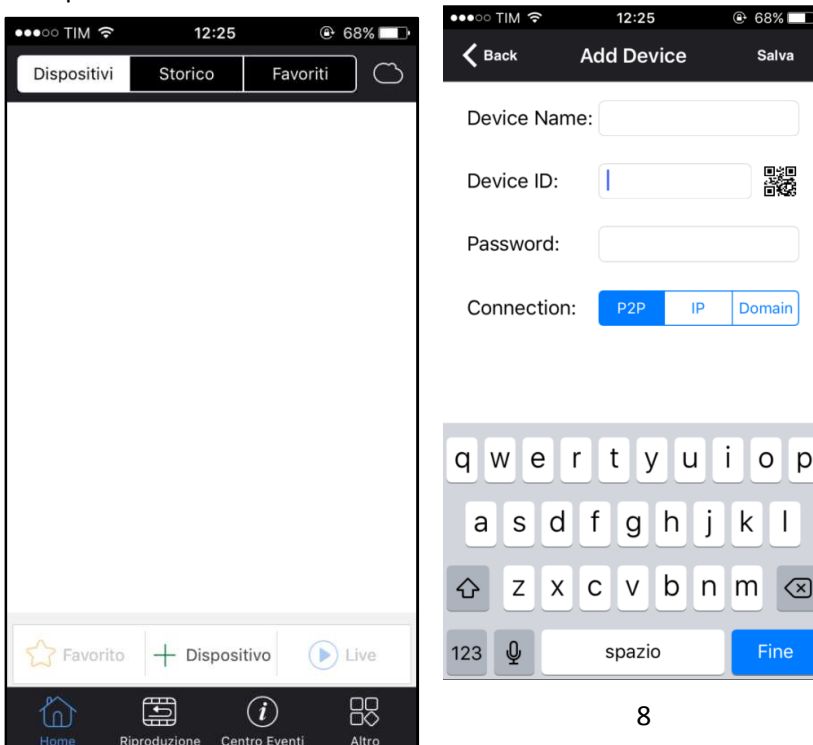 TIM 12:25 68%
Dispositivi Storico Favoriti
Favorito + Dispositivo Live
Home Riproduzione Centro Eventi Altro
TIM 12:25 68%
Back Add Device Salva
Device Name:
Device ID:
Password:
Connection: P2P IP Domain
q w e r t y u i o p
a s d f g h j k l
z x c v b n m
123 spazio Fine
8